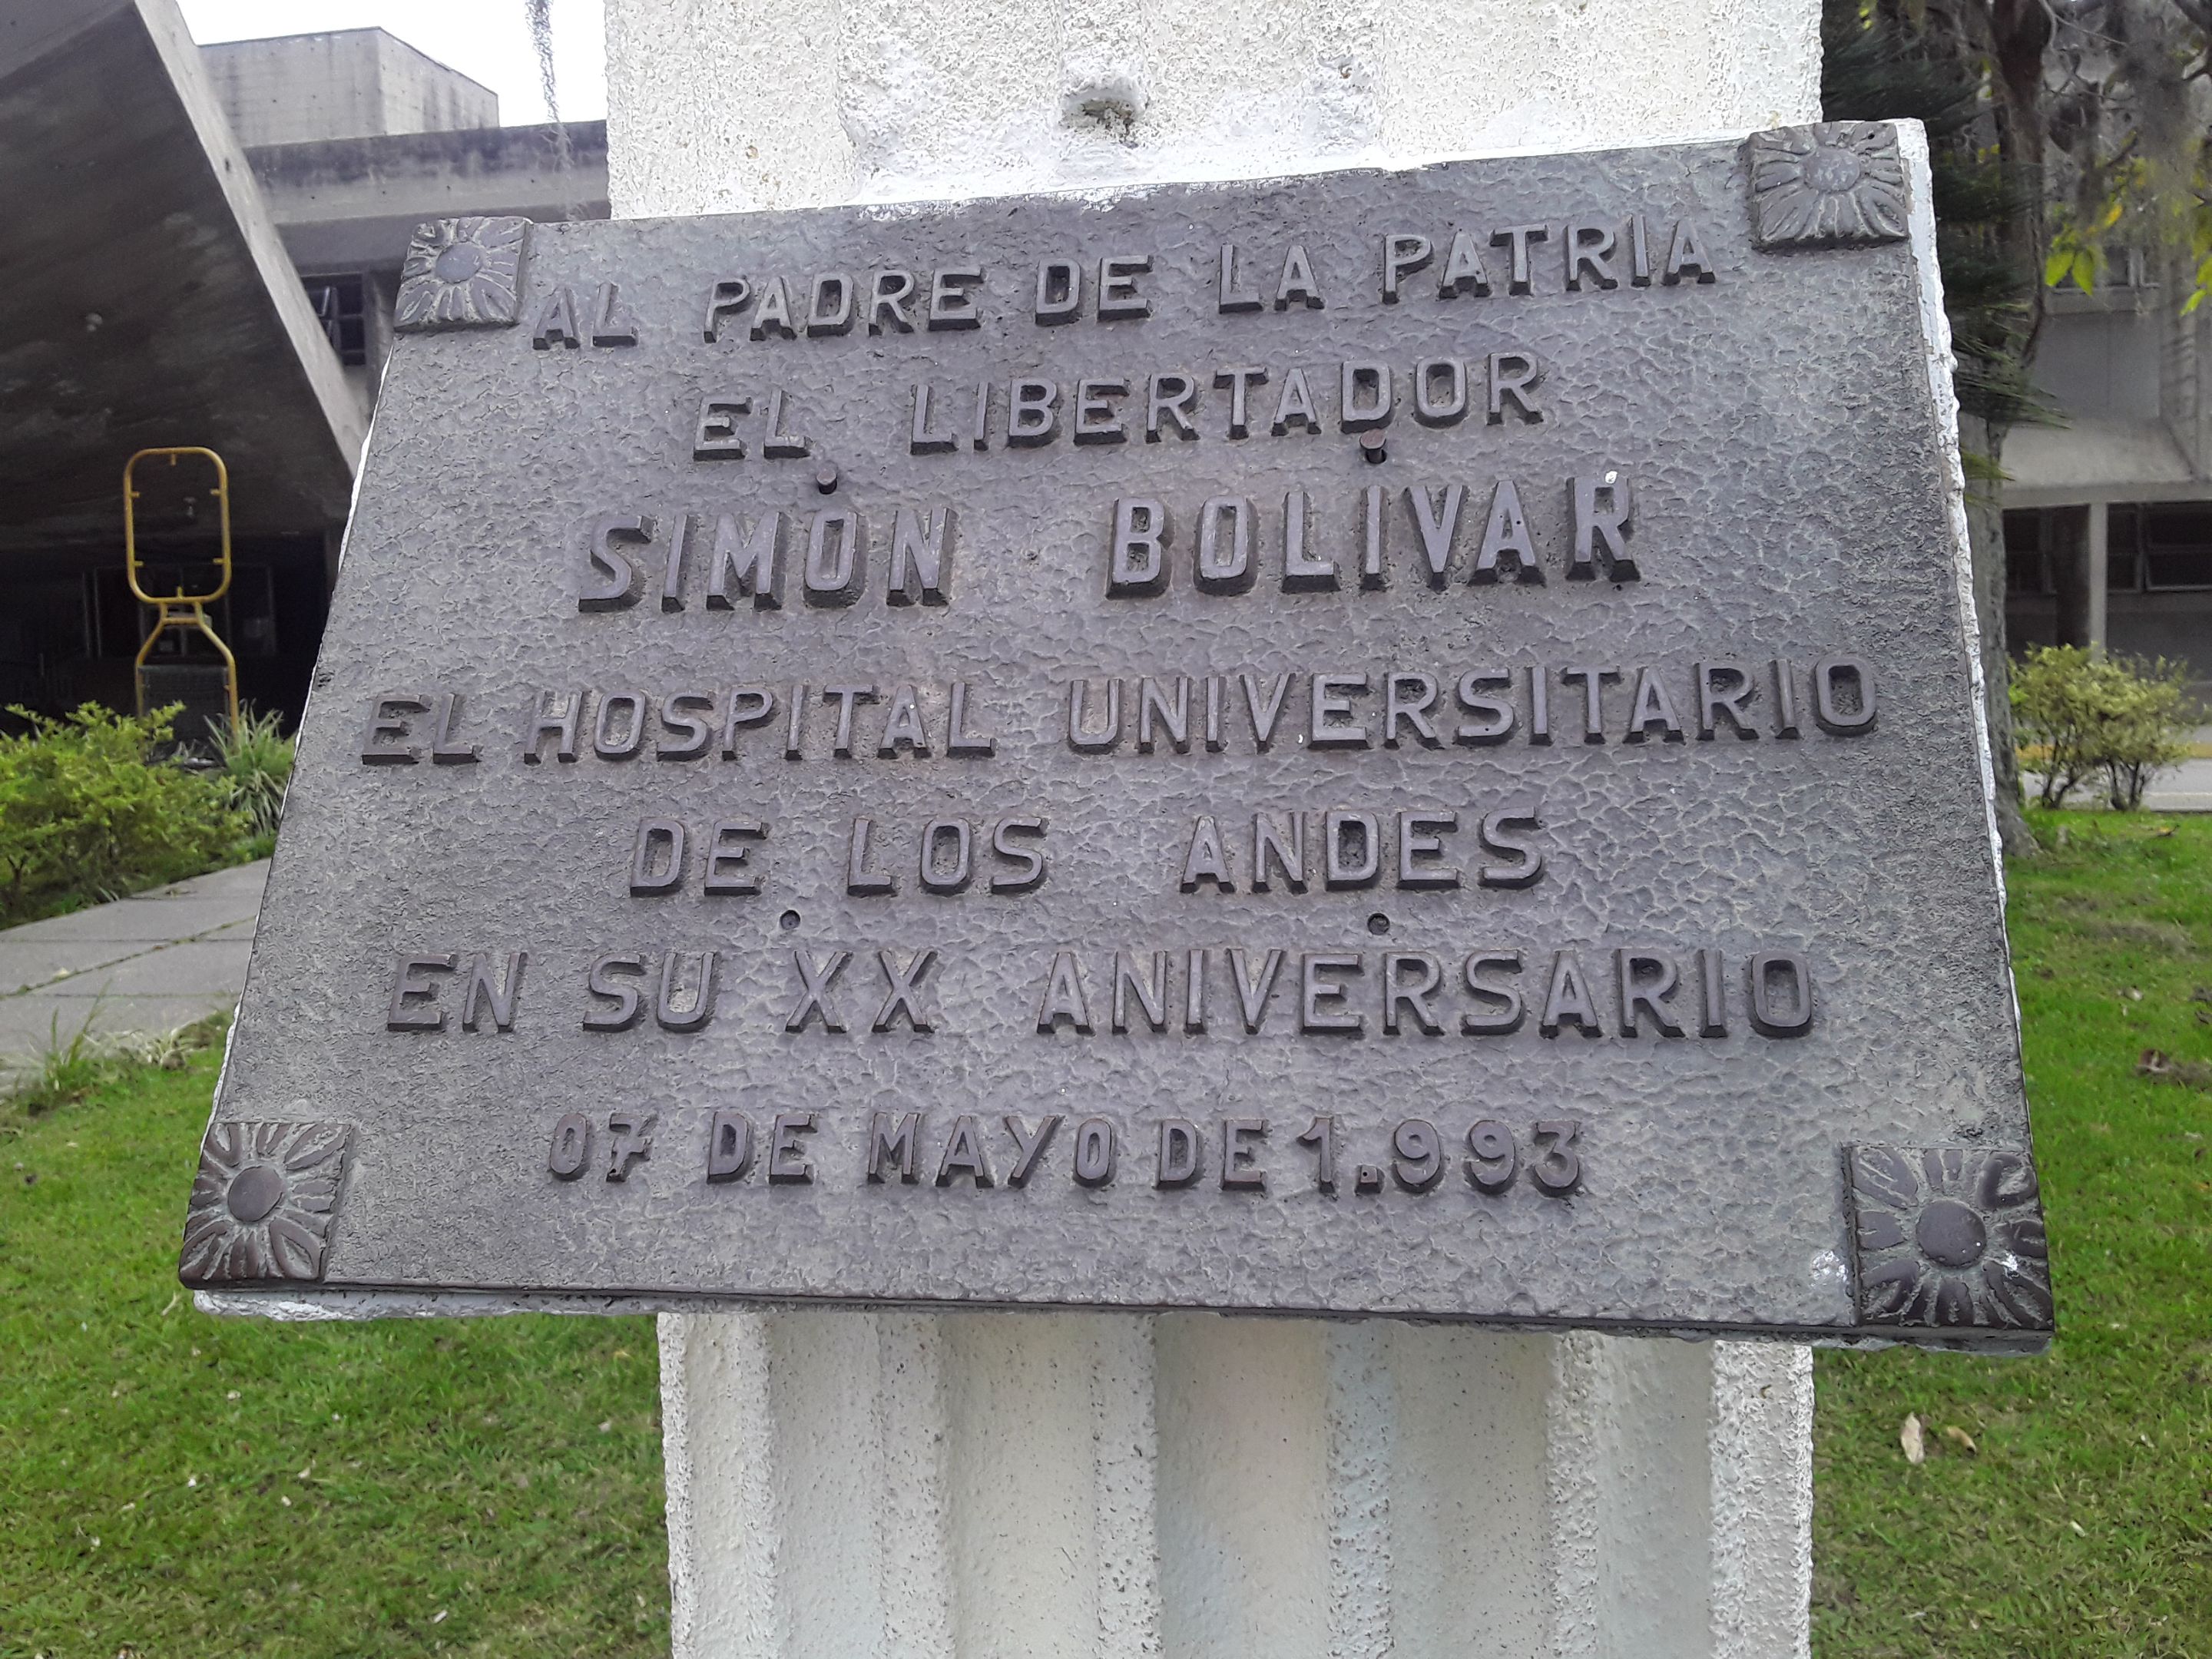 AL PADRE DE LA PATRIA
EL LIBERTADOR
SIMÓN BOLIVAR
EL HOSPITAL UNIVERSITARIO
DE LOS ANDES
EN SU XX ANIVERSARIO
07 DE MAYO DE 1.993